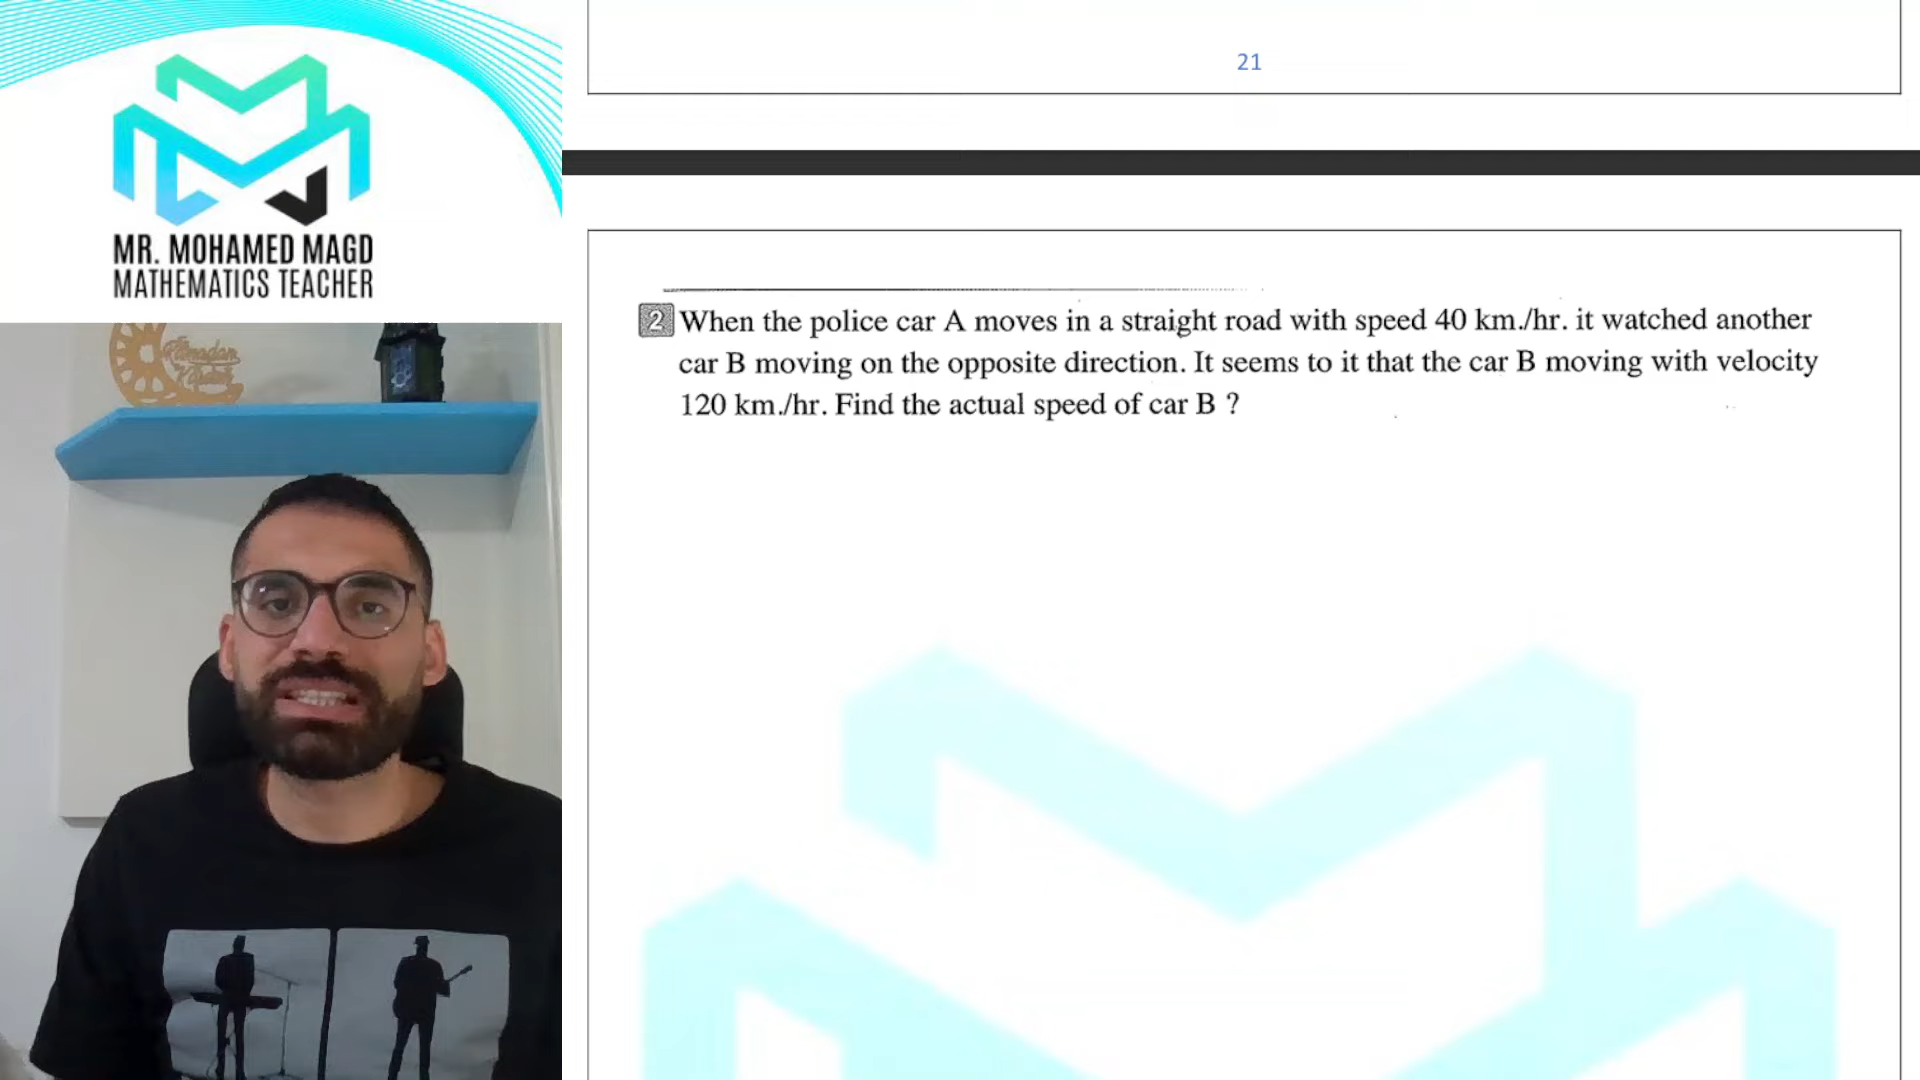 MR. MOHAMED MAGD
MATHEMATICS TEACHER
Ramadan
21
2 When the police car A moves in a straight road with speed 40 km./hr. it watched another
car B moving on the opposite direction. It seems to it that the car B moving with velocity
120 km./hr. Find the actual speed of car B ?